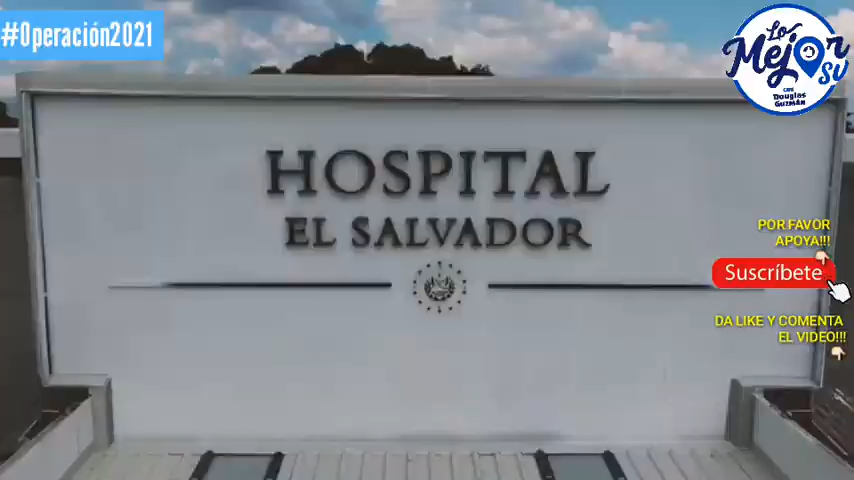 #Operación2021
Lo
Mejor
SV
CON
Douglas
GUZMÁN
HOSPITAL
EL SALVADOR
POR FAVOR
APOYA!!!
Suscríbete
DA LIKE Y COMENTA
EL VIDEO!!!